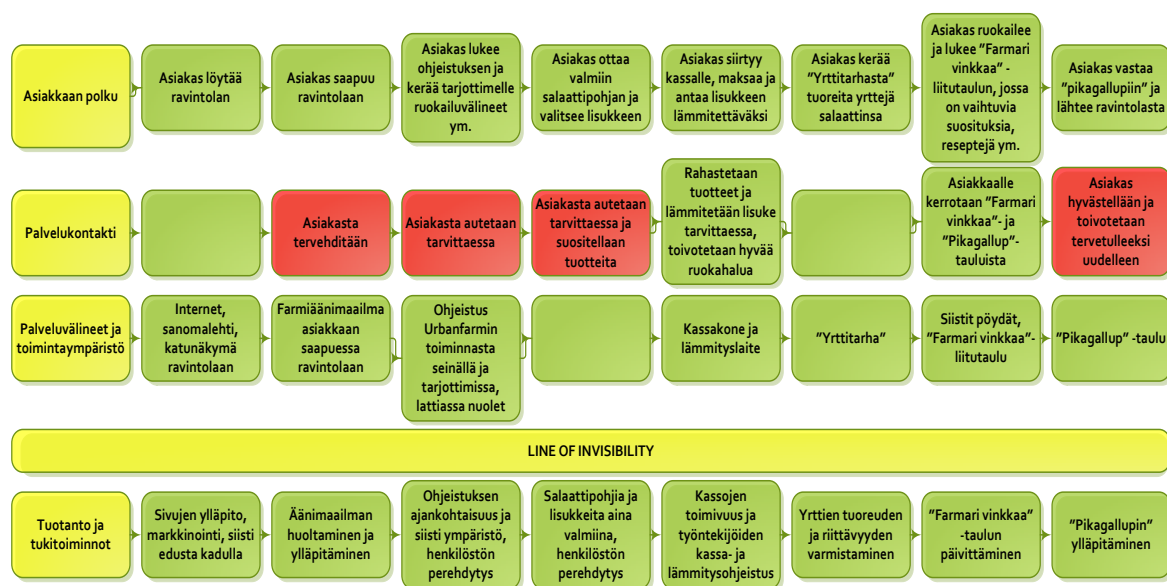 Asiakkaan polku
Asiakas löytää
ravintolan
Asiakas saapuu
ravintolaan
Asiakas lukee
ohjeistuksen ja
kerää tarjottimelle
ruokailuvälineet
ym.
Asiakas ottaa
valmiin
salaattipohjan ja
valitsee lisukkeen
Asiakas siirtyy
kassalle, maksaa ja
antaa lisukkeen
lämmitettäväksi
Asiakas kerää
”Yrttitarhasta”
tuoreita yrttejä
salaattinsa
Asiakas ruokailee
ja lukee ”Farmari
vinkkaa” -
liitutaulun, jossa
on vaihtuvia
suosituksia,
reseptejä ym.
Asiakas vastaa
”pikagallupiin” ja
lähtee ravintolasta
Palvelukontakti
Asiakasta
tervehditään
Asiakasta autetaan
tarvittaessa
Asiakasta autetaan
tarvittaessa ja
suositellaan
tuotteita
Rahastetaan
tuotteet ja
lämmitetään lisuke
tarvittaessa,
toivotetaan hyvää
ruokahalua
Asiakkaalle
kerrotaan ”Farmari
vinkkaa”- ja
”Pikagallup”-
tauluista
Asiakas
hyvästellään ja
toivotetaan
tervetulleeksi
uudelleen
Palveluvälineet ja
toimintaympäristö
Internet,
sanomalehti,
katunäkymä
ravintolaan
Farmiäänimaailma
asiakkaan
saapuessa
ravintolaan
Ohjeistus
Urbanfarmin
toiminnasta
seinällä ja
tarjottimissa,
lattiassa nuolet
Kassakone ja
lämmityslaite
”Yrttitarha”
Siistit pöydät,
”Farmari vinkkaa”-
liitutaulu
”Pikagallup” -taulu
LINE OF INVISIBILITY
Tuotanto ja
tukitoiminnot
Sivujen ylläpito,
markkinointi, siisti
edusta kadulla
Äänimaailman
huoltaminen ja
ylläpitäminen
Ohjeistuksen
ajankohtaisuus ja
siisti ympäristö,
henkilöstön
perehdytys
Salaattipohjia ja
lisukkeita aina
valmiina,
henkilöstön
perehdytys
Kassojen
toimivuus ja
työntekijöiden
kassa- ja
lämmitysohjeistus
Yrttien tuoreuden
ja riittävyyden
varmistaminen
”Farmari vinkkaa”
-taulun
päivittäminen
”Pikagallupin”
ylläpitäminen